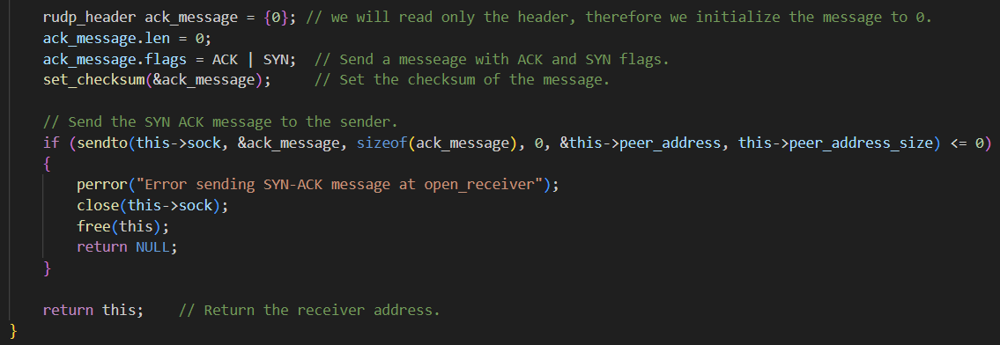 rudp_header ack_message = {0}; // we will read only the header, therefore we initialize the message to 0.
ack_message.len = 0;
ack_message.flags = ACK | SYN;  // Send a messeage with ACK and SYN flags.
set_checksum(&ack_message);     // Set the checksum of the message.
// Send the SYN ACK message to the sender.
if (sendto(this->sock, &ack_message, sizeof(ack_message), 0, &this->peer_address, this->peer_address_size) <= 0)
{
perror("Error sending SYN-ACK message at open_receiver");
close(this->sock);
free(this);
return NULL;
}
return this;    // Return the receiver address.
}